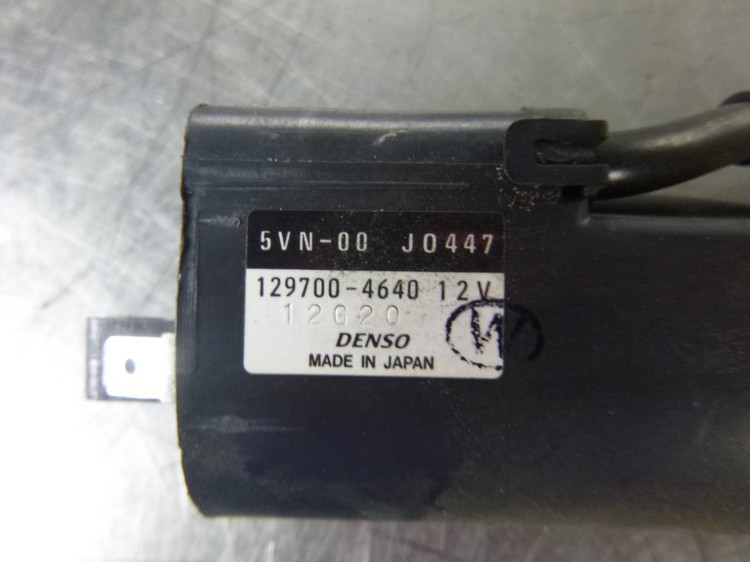 5VN-00 J0447
129700-4640 12V
12G20
DENSO
MADE IN JAPAN